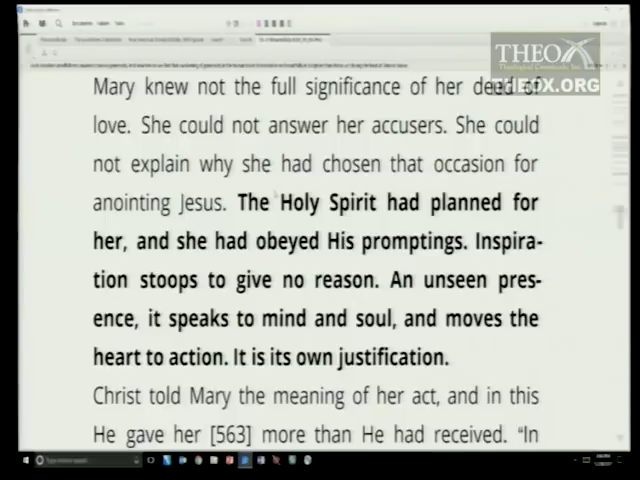 THEOX
THEOX.ORG
Mary knew not the full significance of her deed of
love. She could not answer her accusers. She could
not explain why she had chosen that occasion for
anointing Jesus. The Holy Spirit had planned for
her, and she had obeyed His promptings. Inspira-
tion stoops to give no reason. An unseen pres-
ence, it speaks to mind and soul, and moves the
heart to action. It is its own justification.
Christ told Mary the meaning of her act, and in this
He gave her [563] more than He had received. “In